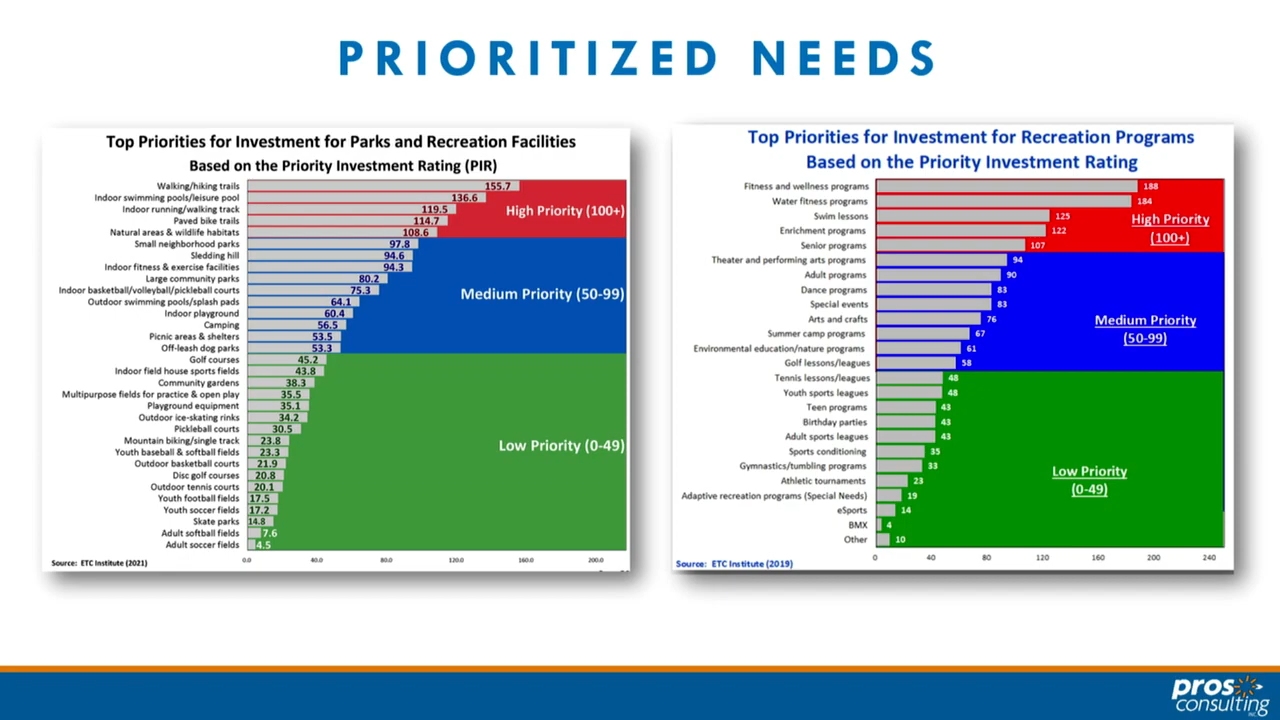 PRIORITIZED NEEDS
Top Priorities for Investment for Parks and Recreation Facilities
Based on the Priority Investment Rating (PIR)
Walking/hiking trails 155.7
Indoor swimming pools/leisure pool 136.6
Indoor running/walking track 119.5
Paved bike trails 114.7
Natural areas & wildlife habitats 108.6
High Priority (100+)
Small neighborhood parks 97.8
Sledding hill 94.6
Indoor fitness & exercise facilities 94.3
Large community parks 80.2
Indoor basketball/volleyball/pickleball courts 75.3
Outdoor swimming pools/splash pads 64.1
Indoor playground 60.4
Camping 56.5
Picnic areas & shelters 53.5
Off-leash dog parks 53.3
Medium Priority (50-99)
Golf courses 45.2
Indoor field house sports fields 43.8
Community gardens 38.3
Multipurpose fields for practice & open play 35.5
Playground equipment 35.1
Outdoor ice-skating rinks 34.2
Pickleball courts 30.5
Mountain biking/single track 23.8
Youth baseball & softball fields 23.3
Outdoor basketball courts 21.9
Disc golf courses 20.8
Outdoor tennis courts 20.1
Youth football fields 17.5
Youth soccer fields 17.2
Skate parks 14.8
Adult softball fields 7.6
Adult soccer fields 4.5
Low Priority (0-49)
0.0 40.0 80.0 120.0 160.0 200.0
Source: ETC Institute (2021)
Top Priorities for Investment for Recreation Programs
Based on the Priority Investment Rating
Fitness and wellness programs 188
Water fitness programs 184
Swim lessons 125
Enrichment programs 122
Senior programs 107
High Priority
(100+)
Theater and performing arts programs 94
Adult programs 90
Dance programs 83
Special events 83
Arts and crafts 76
Summer camp programs 67
Environmental education/nature programs 61
Golf lessons/leagues 58
Medium Priority
(50-99)
Tennis lessons/leagues 48
Youth sports leagues 48
Teen programs 43
Birthday parties 43
Adult sports leagues 43
Sports conditioning 35
Gymnastics/tumbling programs 33
Athletic tournaments 23
Adaptive recreation programs (Special Needs) 19
eSports 14
BMX 4
Other 10
Low Priority
(0-49)
0 40 80 120 160 200 240
Source: ETC Institute (2019)
pros
consulting
INC.